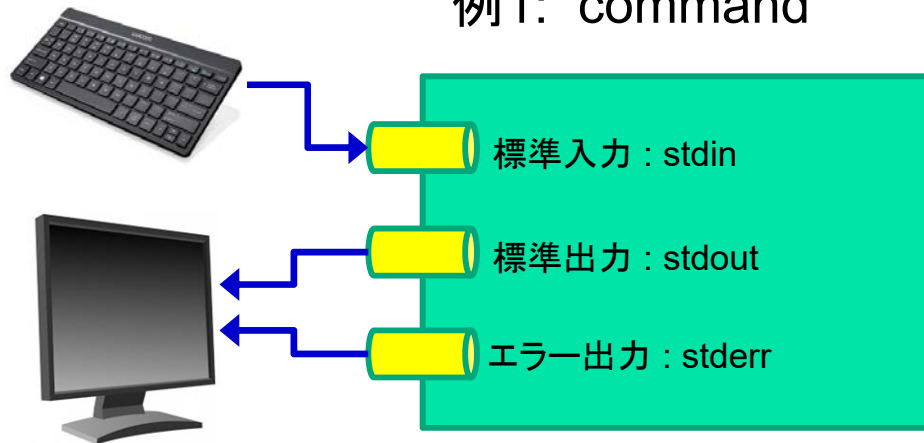 例1: command
標準入力 : stdin
標準出力 : stdout
エラー出力 : stderr